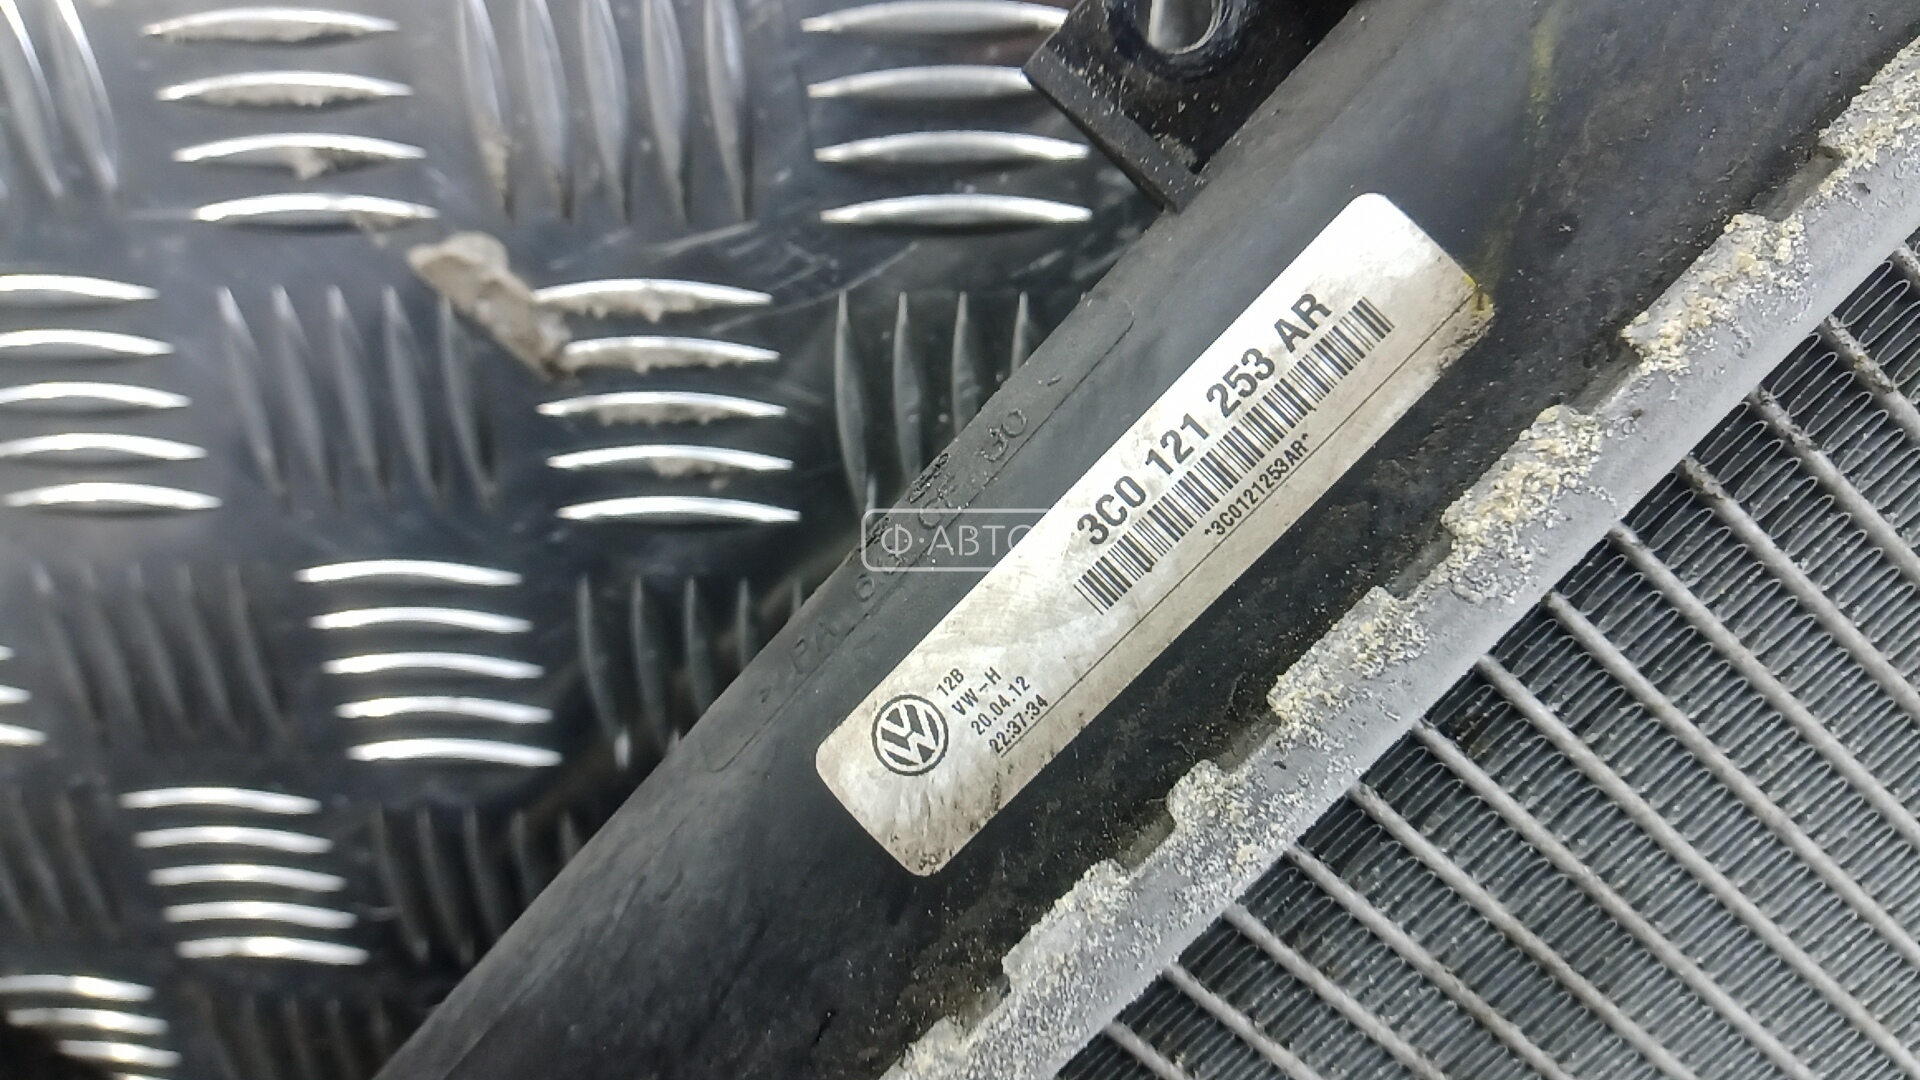 3C0 121 253 AR
*3C0121253AR*
12B
VW-H
20.04.12
22:37:34
Ф·АВТО